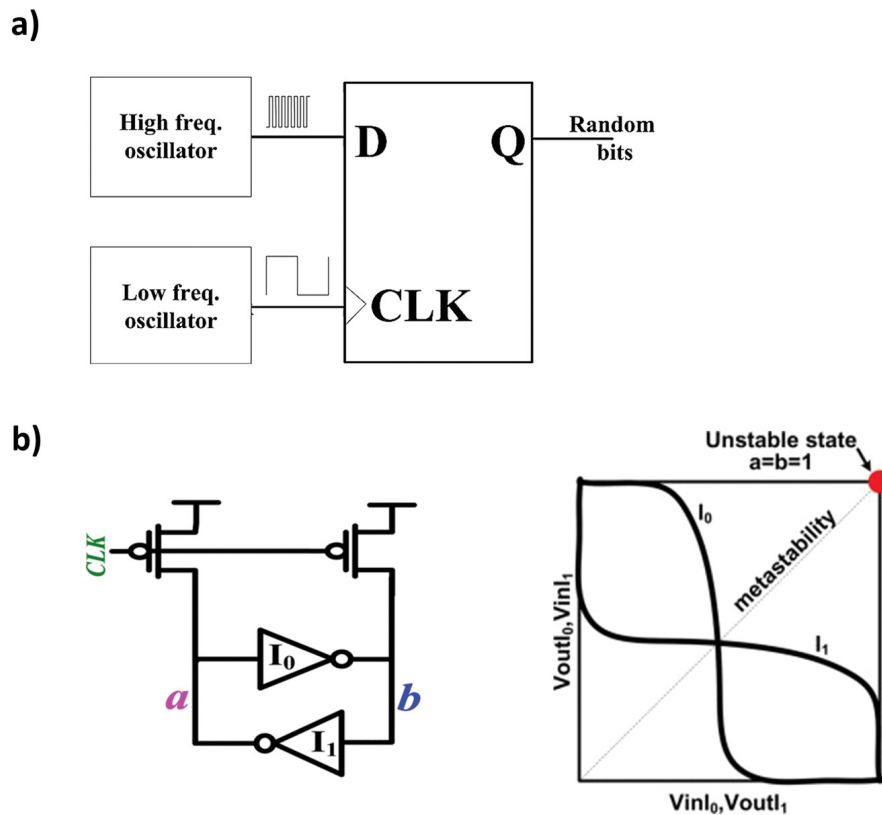 a)
High freq.
oscillator
D
Q
Random
bits
Low freq.
oscillator
CLK
b)
CLK
I₀
a
b
I₁
Unstable state
a=b=1
I₀
metastability
I₁
VoutI₀,VinI₁
VinI₀,VoutI₁